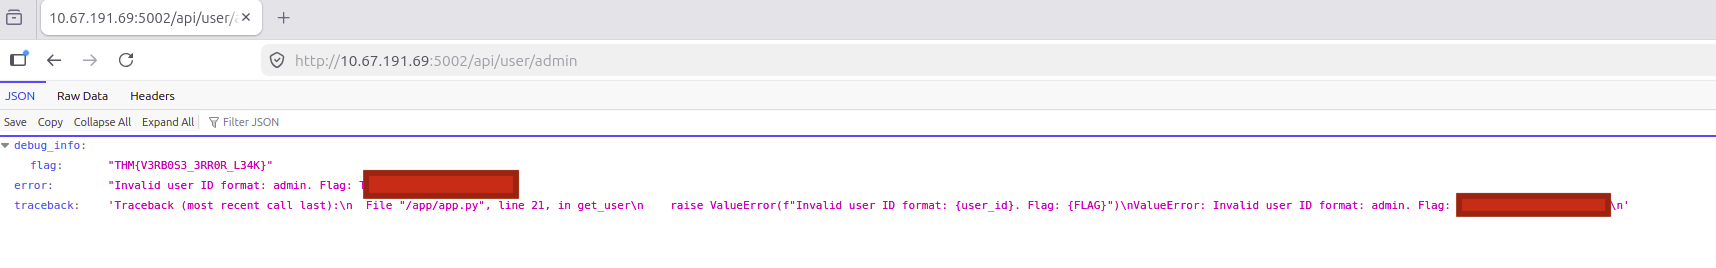 10.67.191.69:5002/api/user/
http://10.67.191.69:5002/api/user/admin
JSON Raw Data Headers
Save Copy Collapse All Expand All Filter JSON
debug_info:
flag: "THM{V3RB0S3_3RR0R_L34K}"
error: "Invalid user ID format: admin. Flag:
traceback: 'Traceback (most recent call last):\n File "/app/app.py", line 21, in get_user\n raise ValueError(f"Invalid user ID format: {user_id}. Flag: {FLAG}")\nValueError: Invalid user ID format: admin. Flag: \n'